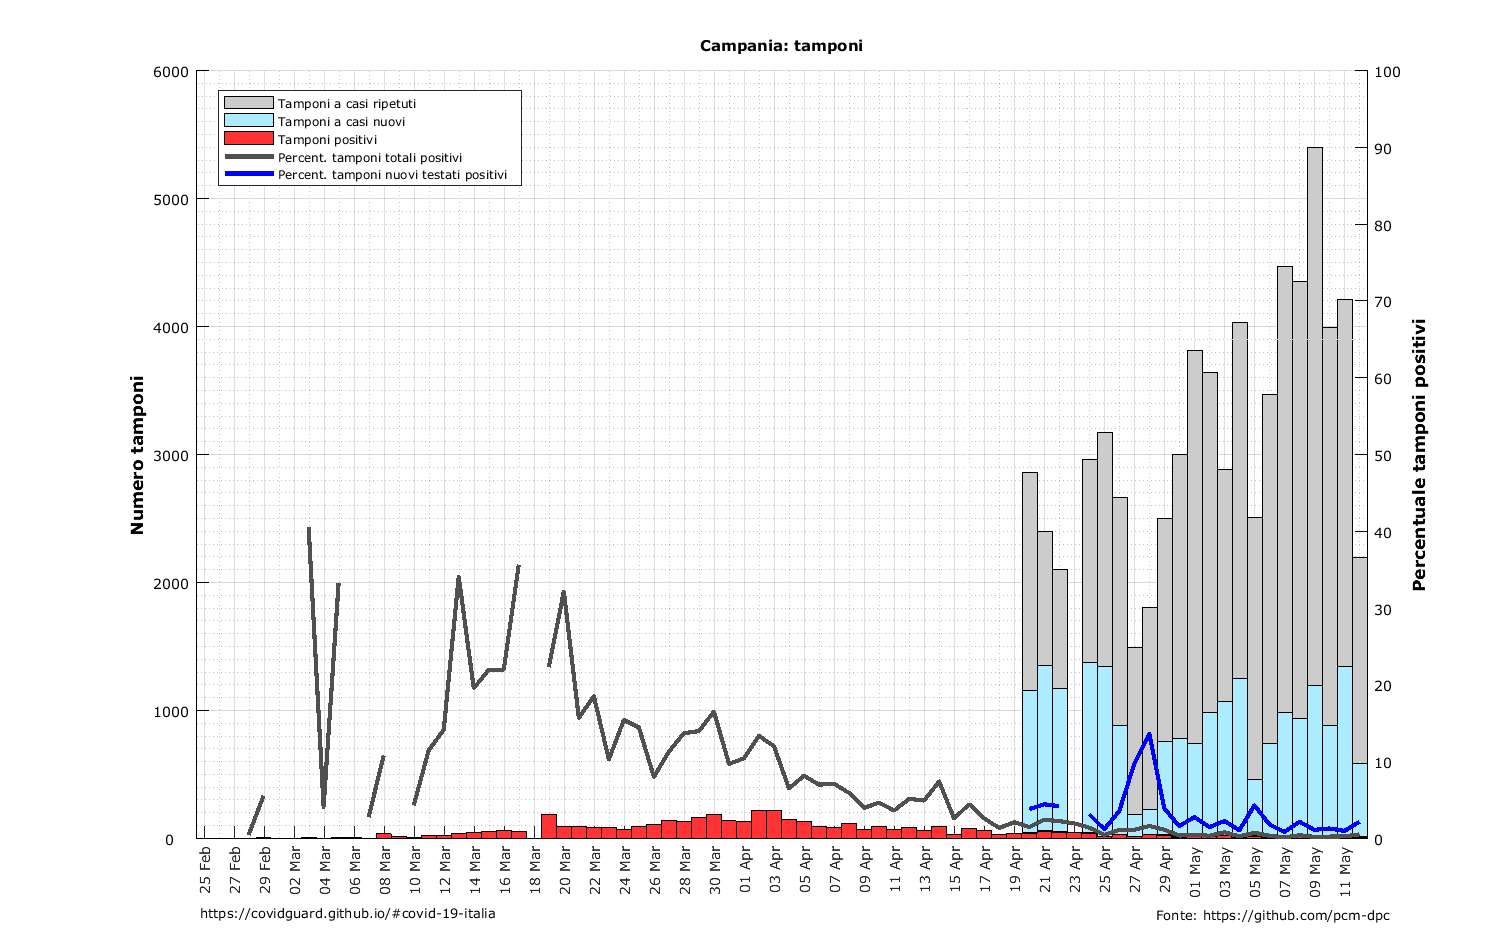 Campania: tamponi
6000
5000
4000
3000
2000
1000
0
Numero tamponi
Tamponi a casi ripetuti
Tamponi a casi nuovi
Tamponi positivi
Percent. tamponi totali positivi
Percent. tamponi nuovi testati positivi
100
90
80
70
60
50
40
30
20
10
0
Percentuale tamponi positivi
25 Feb
27 Feb
29 Feb
02 Mar
04 Mar
06 Mar
08 Mar
10 Mar
12 Mar
14 Mar
16 Mar
18 Mar
20 Mar
22 Mar
24 Mar
26 Mar
28 Mar
30 Mar
01 Apr
03 Apr
05 Apr
07 Apr
09 Apr
11 Apr
13 Apr
15 Apr
17 Apr
19 Apr
21 Apr
23 Apr
25 Apr
27 Apr
29 Apr
01 May
03 May
05 May
07 May
09 May
11 May
https://covidguard.github.io/#covid-19-italia
Fonte: https://github.com/pcm-dpc